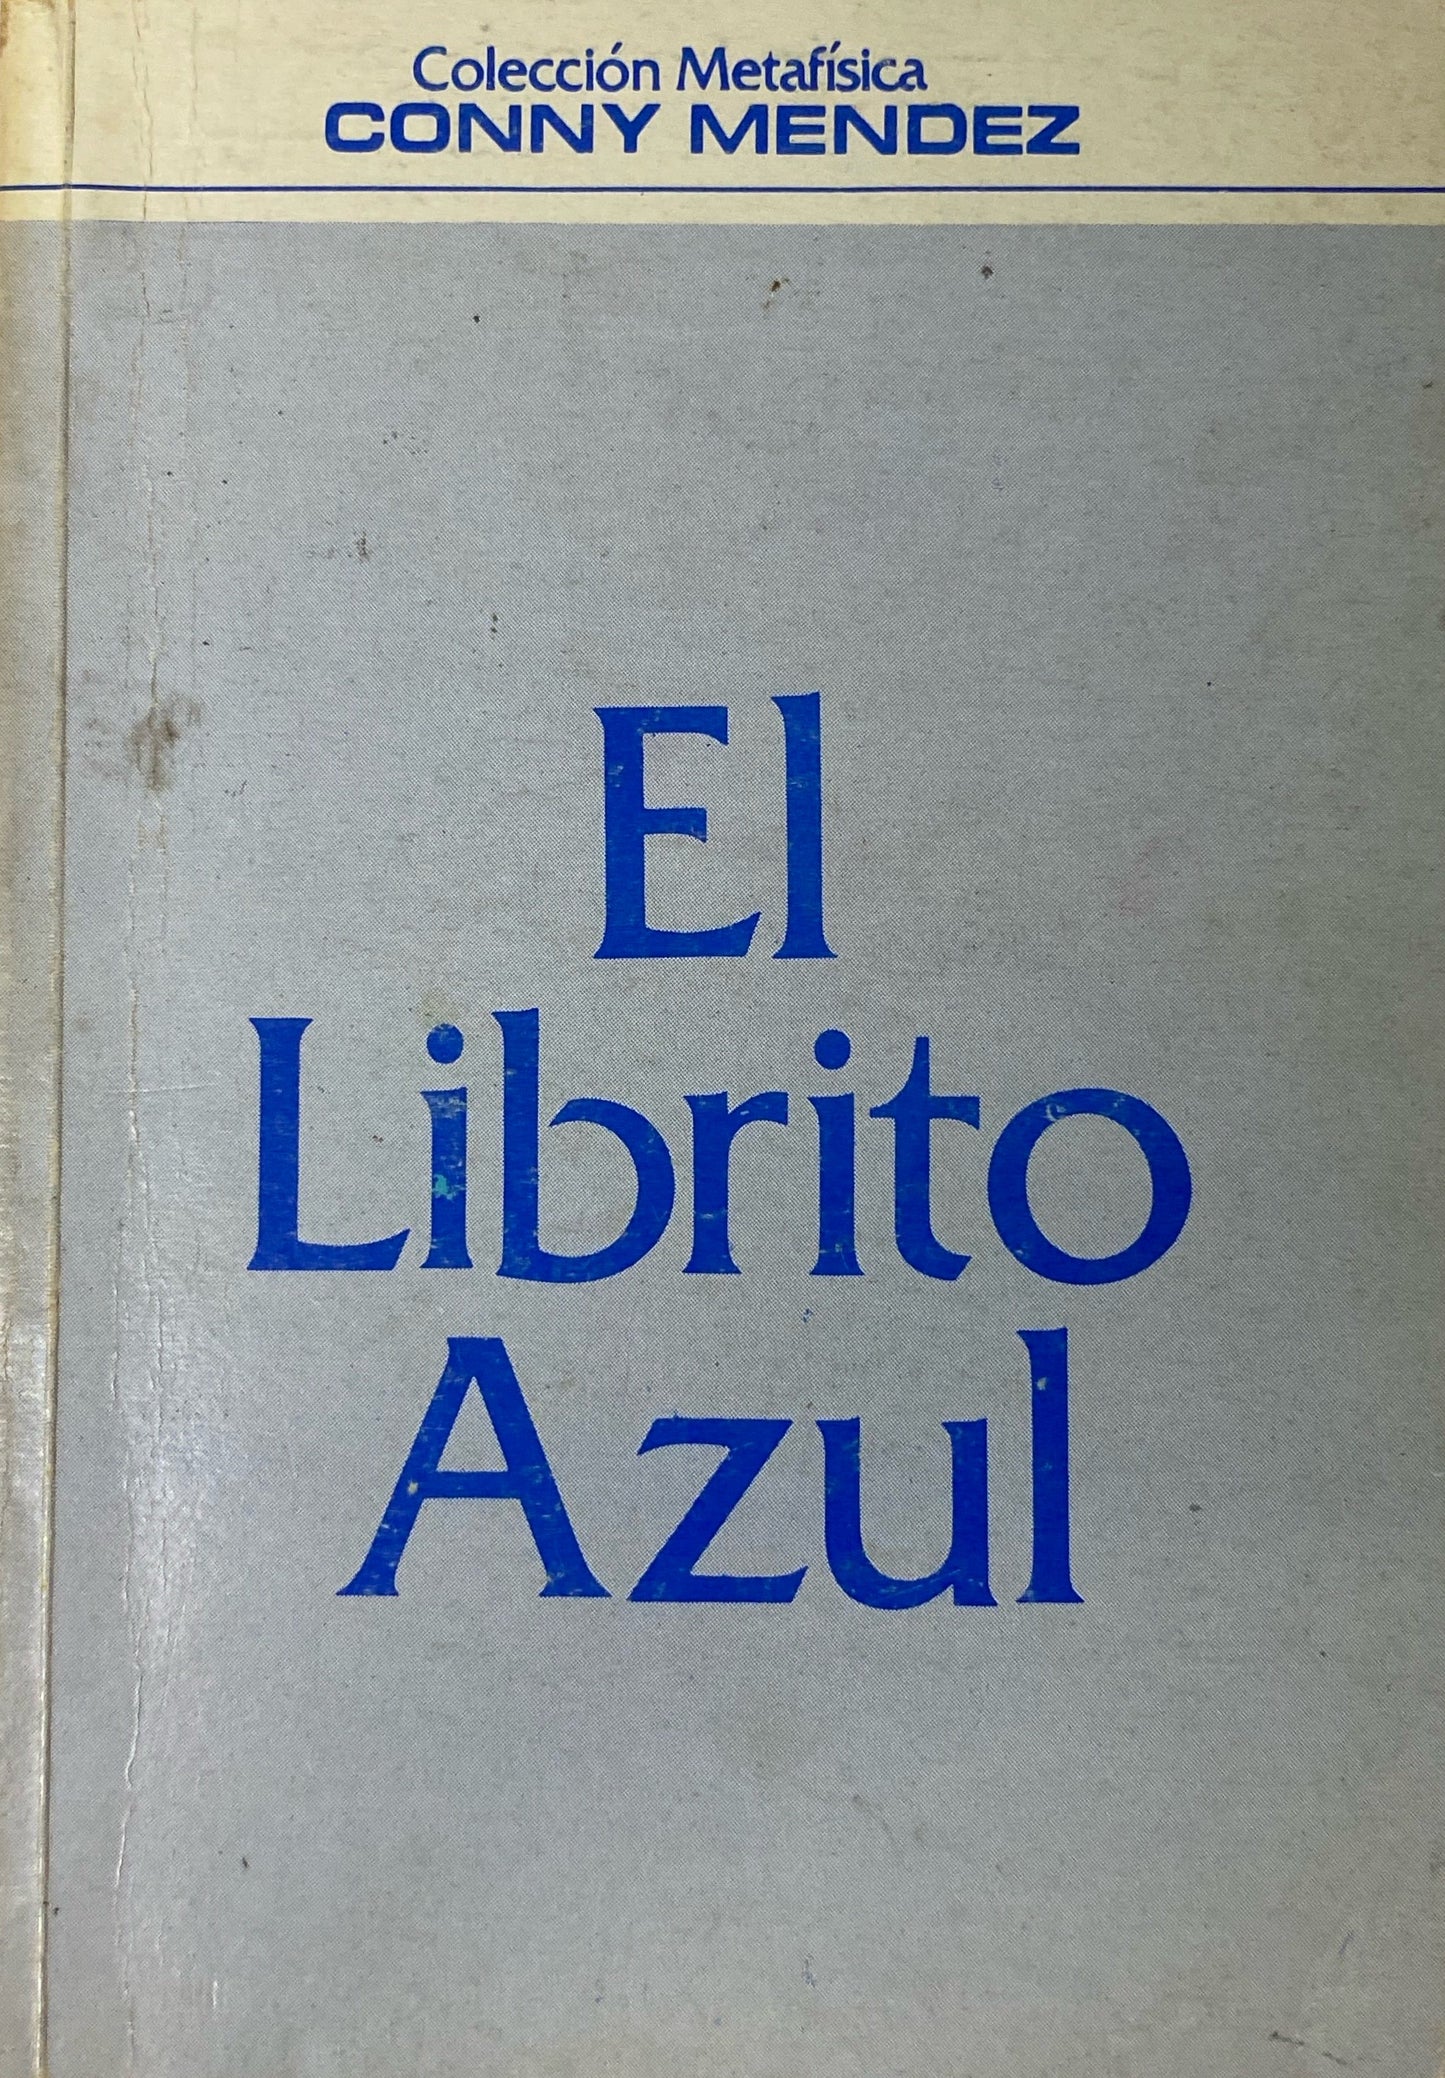 Colección Metafísica
CONNY MENDEZ
El
Librito
Azul